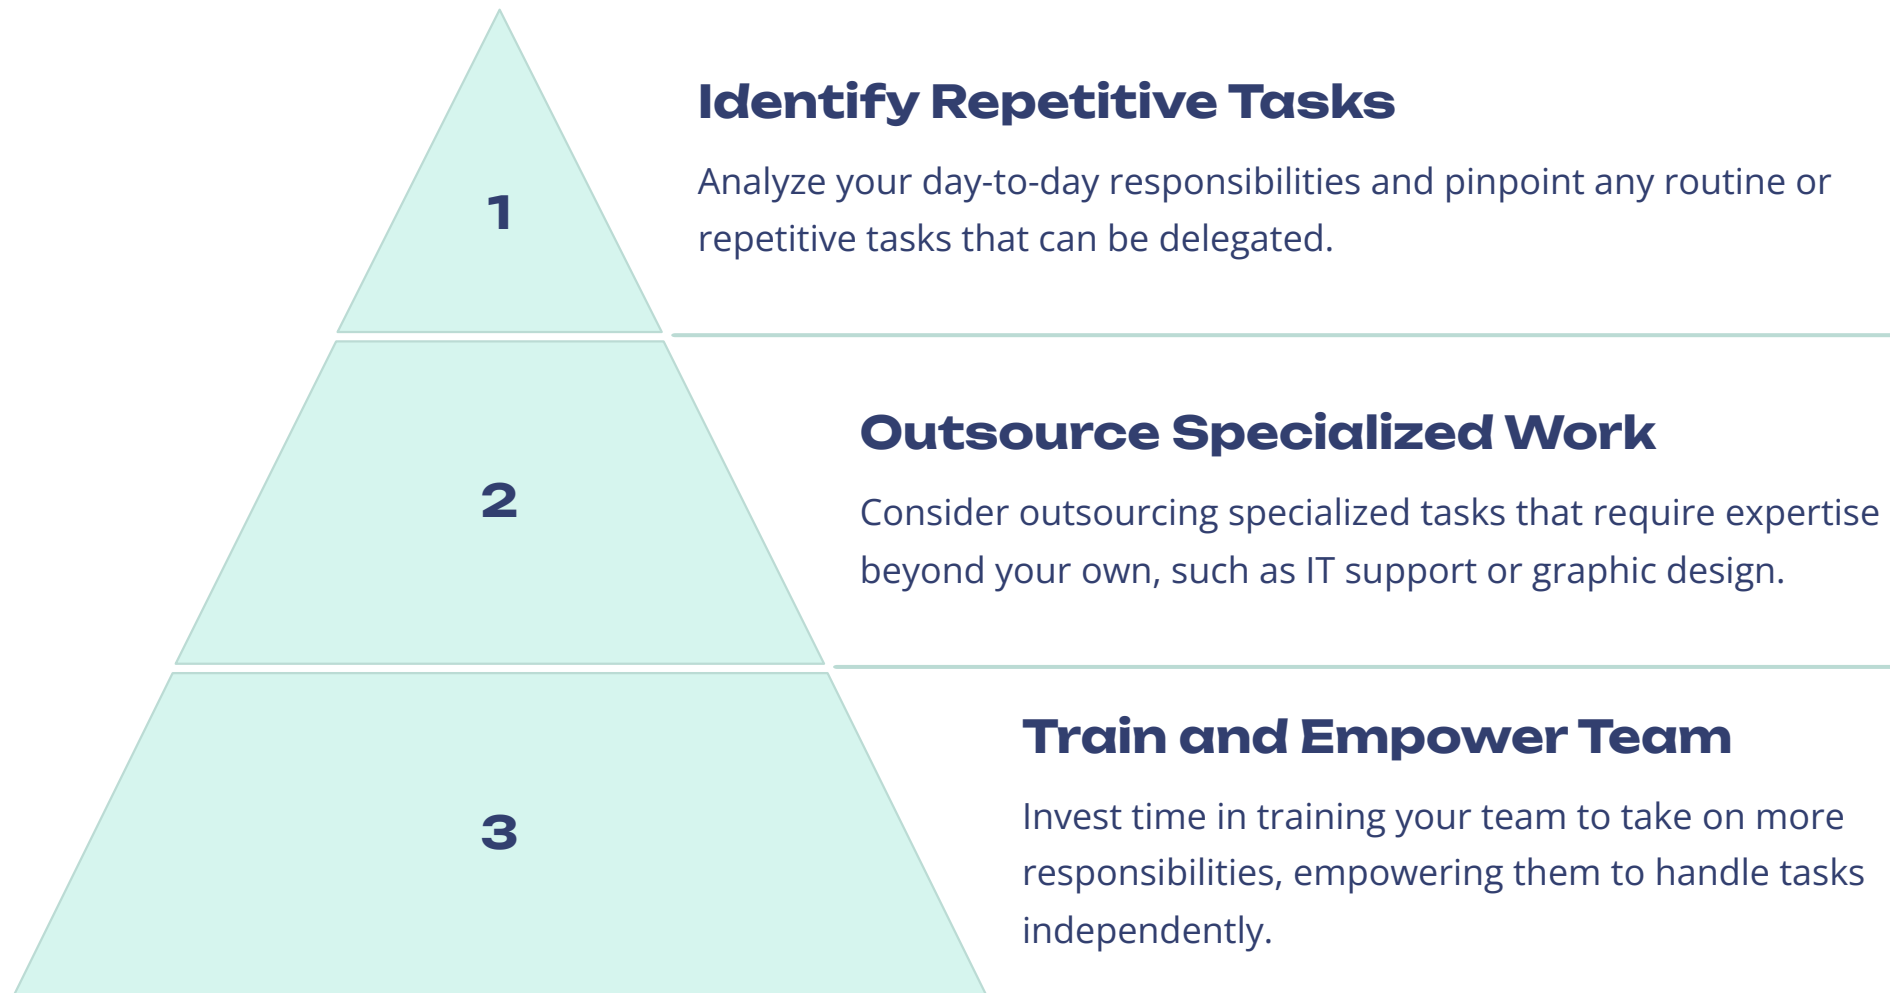 1
Identify Repetitive Tasks
Analyze your day-to-day responsibilities and pinpoint any routine or
repetitive tasks that can be delegated.
2
Outsource Specialized Work
Consider outsourcing specialized tasks that require expertise
beyond your own, such as IT support or graphic design.
3
Train and Empower Team
Invest time in training your team to take on more
responsibilities, empowering them to handle tasks
independently.